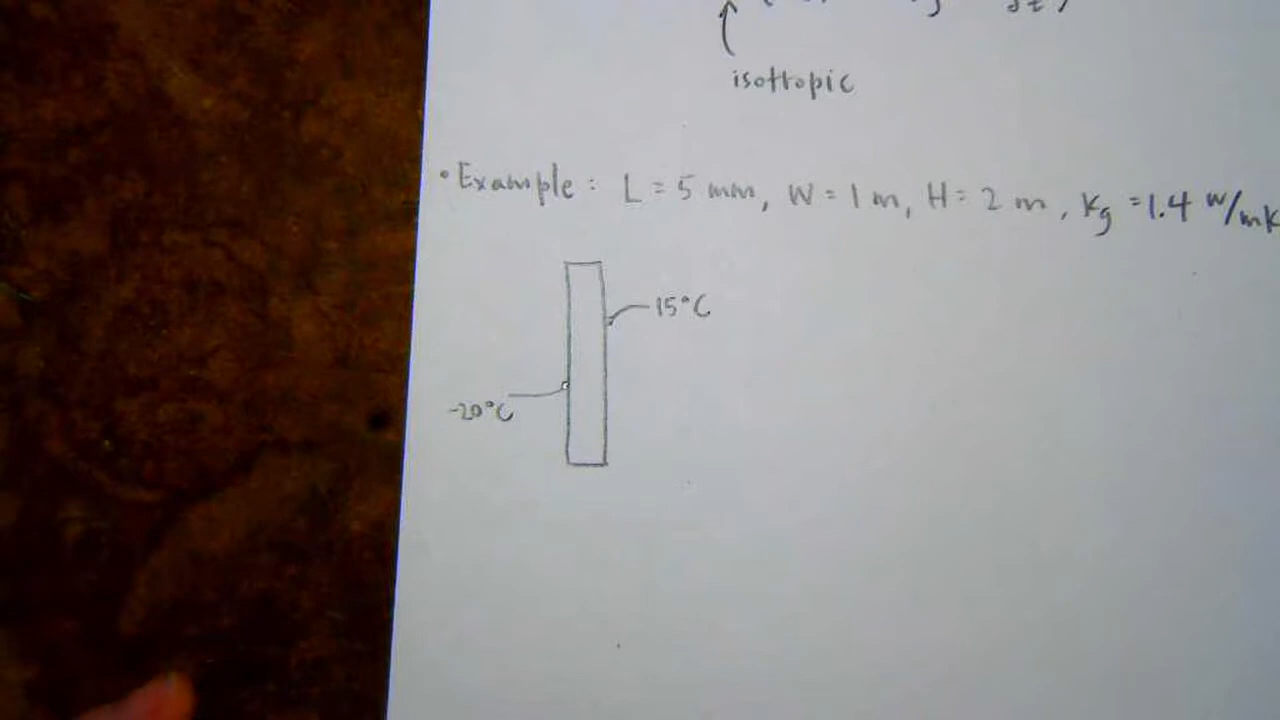 isotropic
• Example: L = 5 mm, W = 1 m, H = 2 m, Kg = 1.4 W/mK
15°C
-20°C